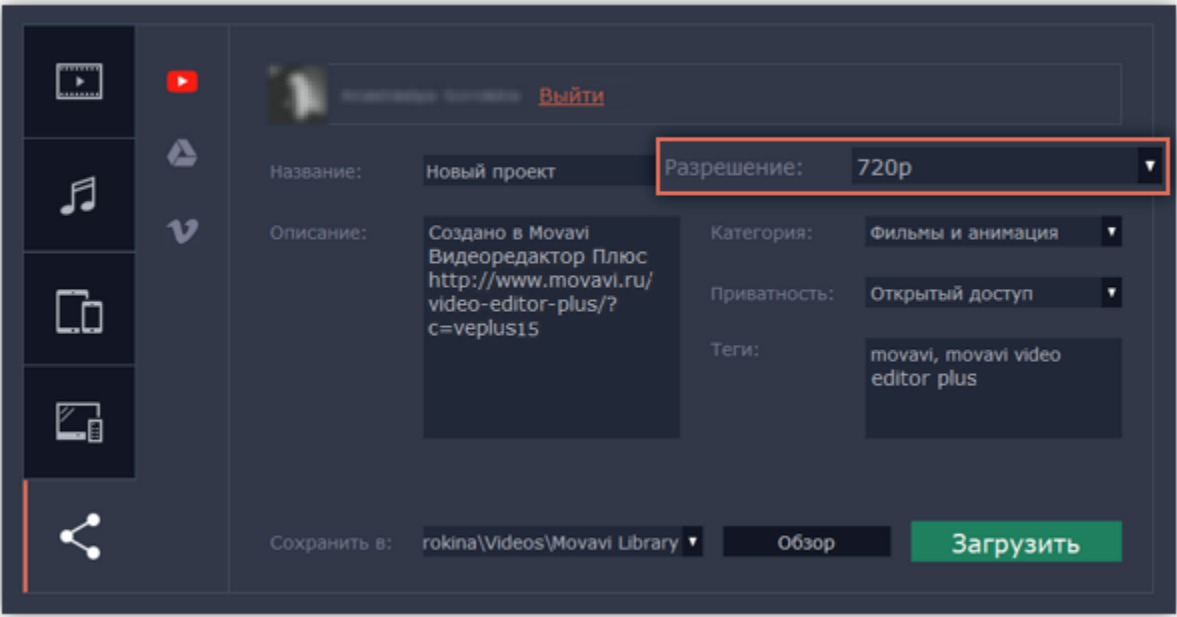 Выйти
Название:
Новый проект
Разрешение:
720p
Описание:
Создано в Movavi
Видеоредактор Плюс
http://www.movavi.ru/
video-editor-plus/?
c=veplus15
Категория:
Фильмы и анимация
Приватность:
Открытый доступ
Теги:
movavi, movavi video
editor plus
Сохранить в:
rokina\Videos\Movavi Library
Обзор
Загрузить